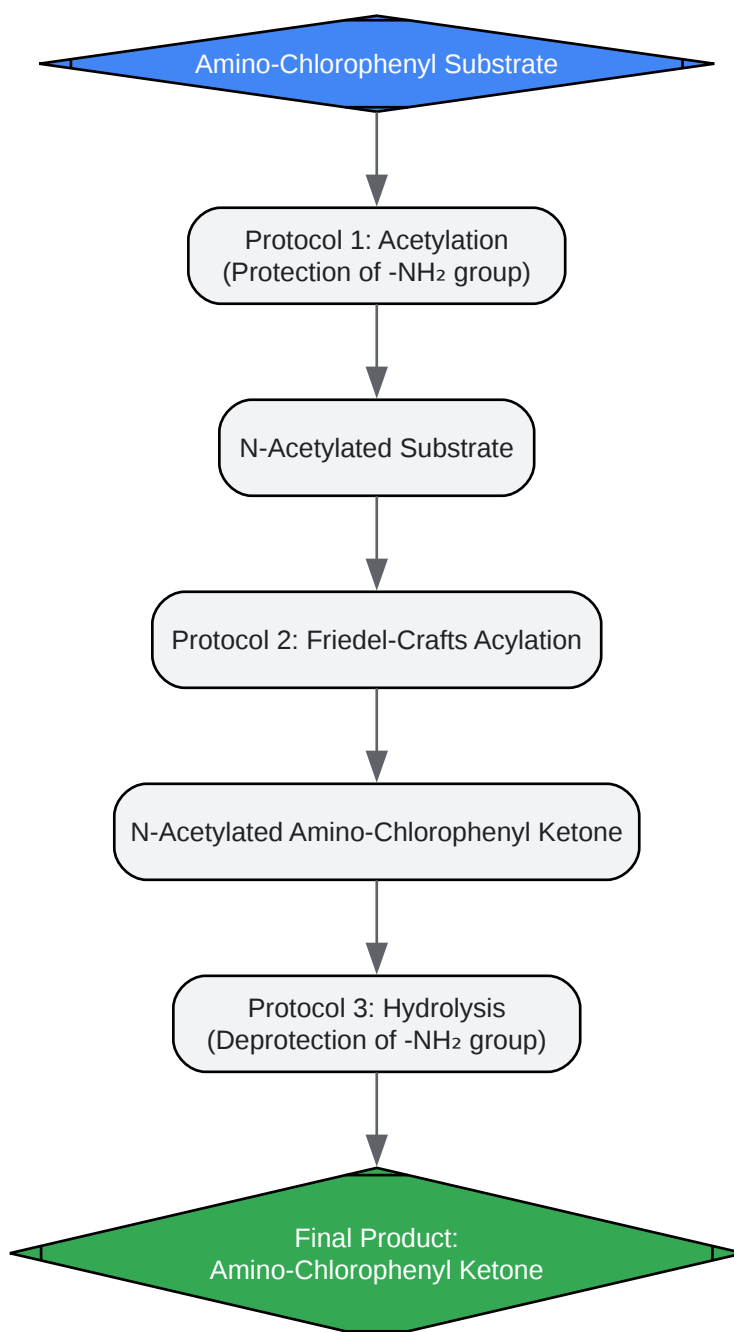 Amino-Chlorophenyl Substrate
Protocol 1: Acetylation
(Protection of -NH₂ group)
N-Acetylated Substrate
Protocol 2: Friedel-Crafts Acylation
N-Acetylated Amino-Chlorophenyl Ketone
Protocol 3: Hydrolysis
(Deprotection of -NH₂ group)
Final Product:
Amino-Chlorophenyl Ketone